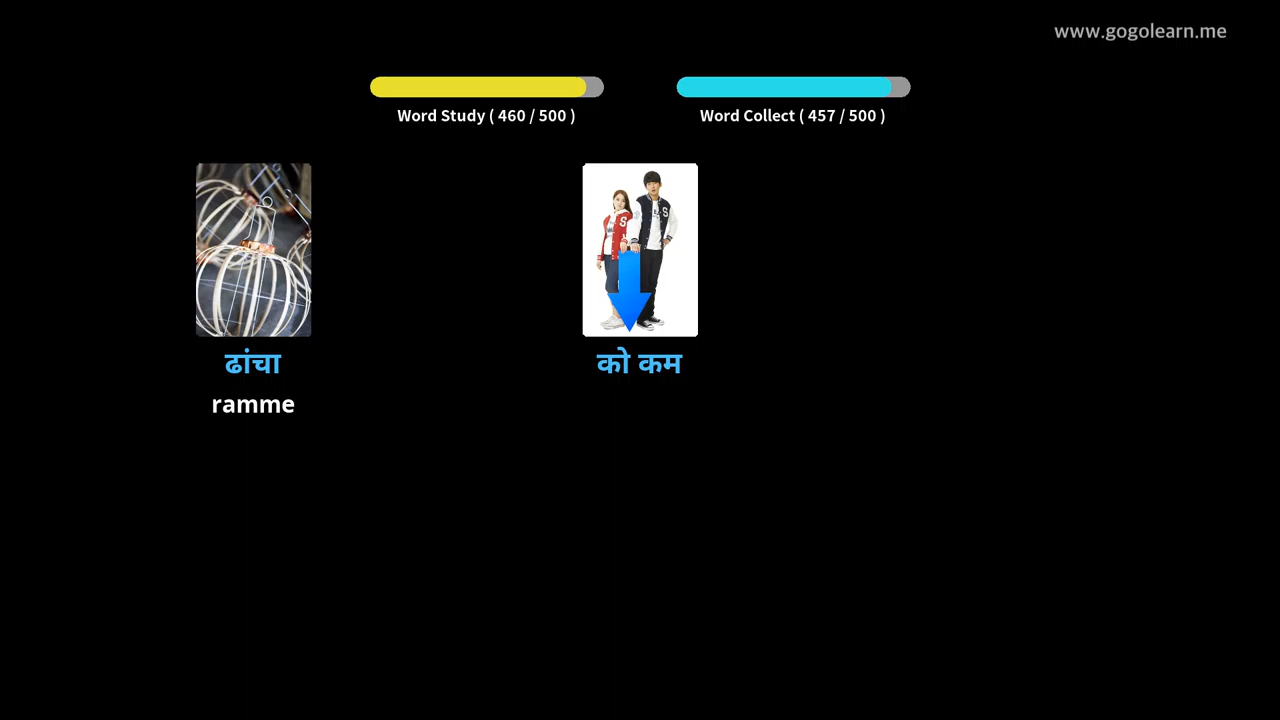 www.gogolearn.me
Word Study ( 460 / 500 )
Word Collect ( 457 / 500 )
ढांचा
को कम
ramme
S
S